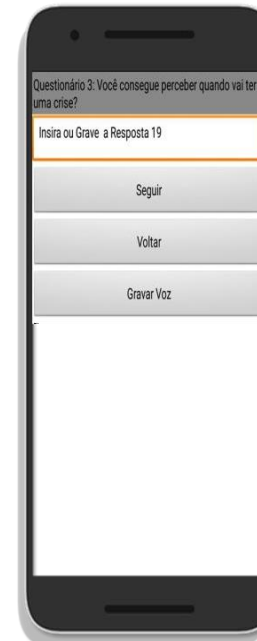 Questionário 3: Você consegue perceber quando vai ter
uma crise?
Insira ou Grave a Resposta 19
Seguir
Voltar
Gravar Voz